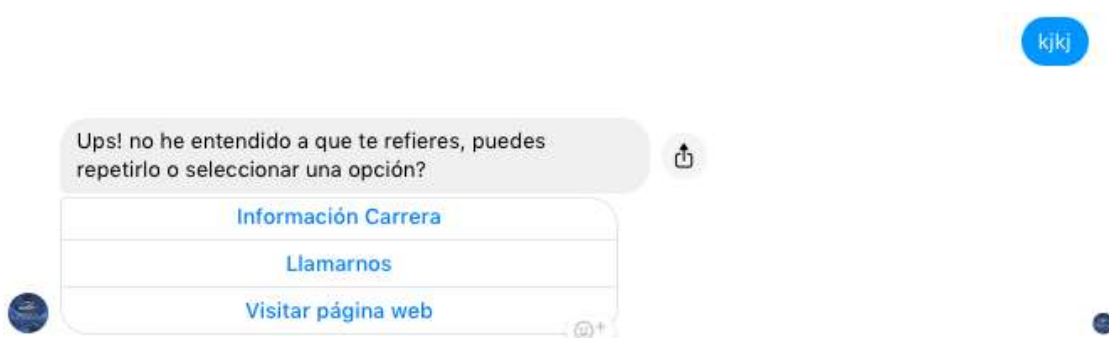 kjkj
Ups! no he entendido a que te refieres, puedes
repetirlo o seleccionar una opción?
Información Carrera
Llamarnos
Visitar página web